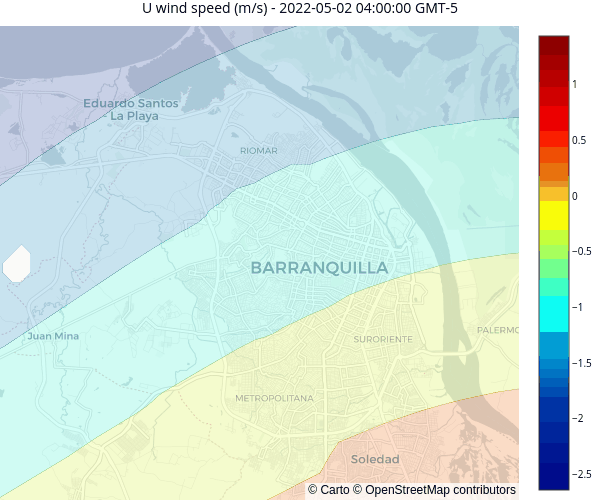 U wind speed (m/s) - 2022-05-02 04:00:00 GMT-5
Eduardo Santos
- La Playa
RIOMAR
BARRANQUILLA
Juan Mina
SURORIENTE
PALERMO
METROPOLITANA
Soledad
© Carto © OpenStreetMap contributors
1
0.5
0
−0.5
−1
−1.5
−2
−2.5